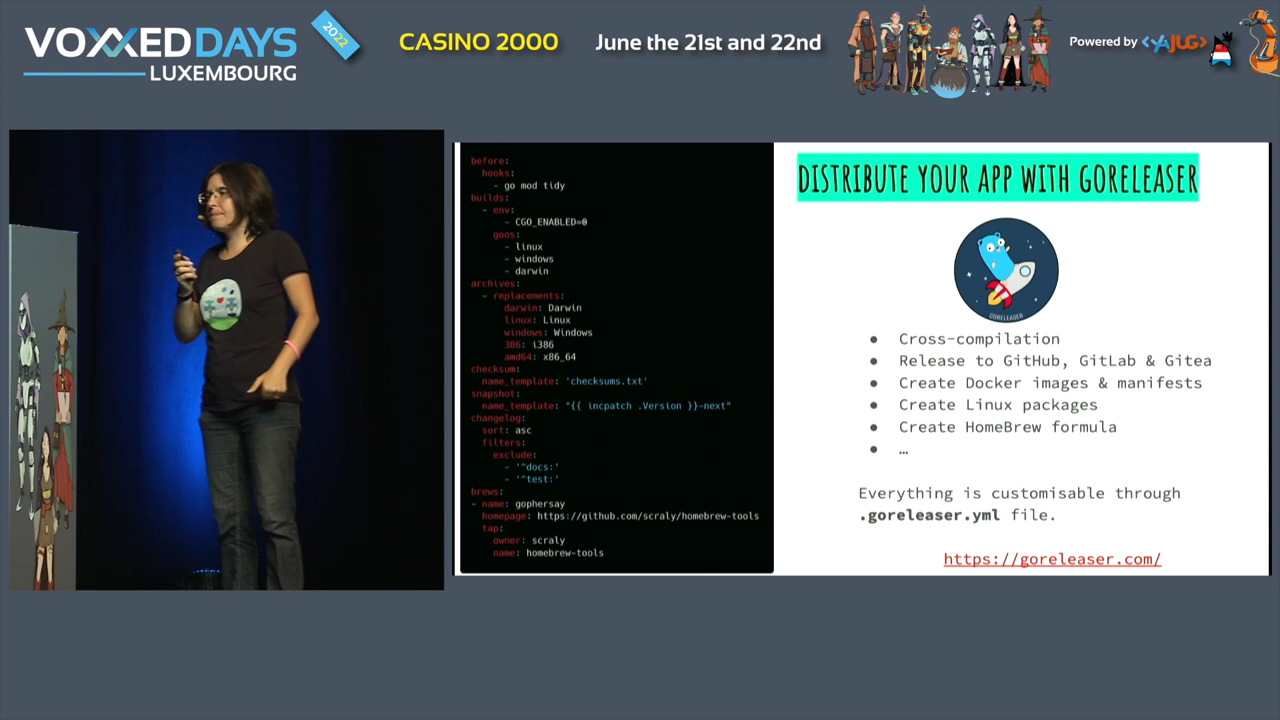 VOXXED DAYS
LUXEMBOURG
2022
CASINO 2000
June the 21st and 22nd
Powered by <YAJUG>
before:
hooks:
- go mod tidy
builds:
- env:
- CGO_ENABLED=0
goos:
- linux
- windows
- darwin
archives:
- replacements:
darwin: Darwin
linux: Linux
windows: Windows
386: i386
amd64: x86_64
checksum:
name_template: 'checksums.txt'
snapshot:
name_template: "{{ incpatch .Version }}-next"
changelog:
sort: asc
filters:
exclude:
- '^docs:'
- '^test:'
brews:
- name: gophersay
homepage: https://github.com/scraly/homebrew-tools
tap:
owner: scraly
name: homebrew-tools
DISTRIBUTE YOUR APP WITH GORELEASER
GORELEASER
● Cross-compilation
● Release to GitHub, GitLab & Gitea
● Create Docker images & manifests
● Create Linux packages
● Create HomeBrew formula
● …
Everything is customisable through
.goreleaser.yml file.
https://goreleaser.com/